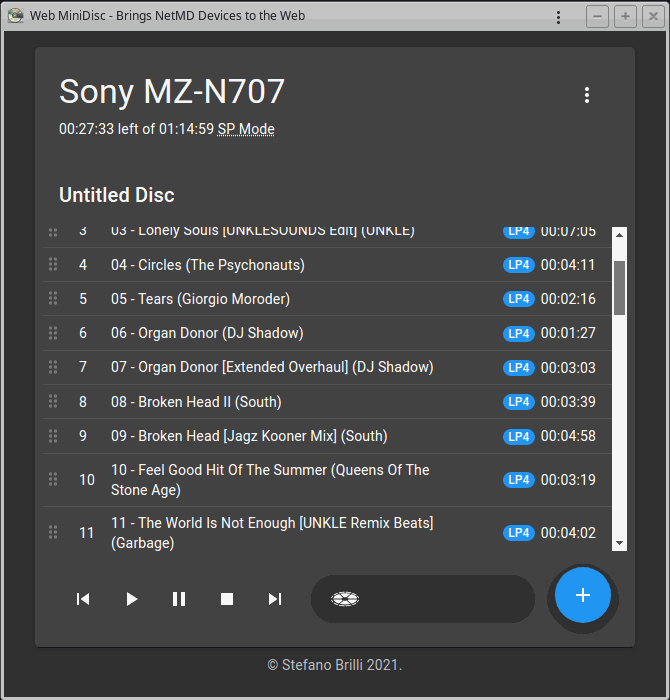 Web MiniDisc - Brings NetMD Devices to the Web
Sony MZ-N707
00:27:33 left of 01:14:59 SP Mode
Untitled Disc
3 03 - Lonely Souls [UNKLESOUNDS Edit] (UNKLE) LP4 00:07:05
4 04 - Circles (The Psychonauts) LP4 00:04:11
5 05 - Tears (Giorgio Moroder) LP4 00:02:16
6 06 - Organ Donor (DJ Shadow) LP4 00:01:27
7 07 - Organ Donor [Extended Overhaul] (DJ Shadow) LP4 00:03:03
8 08 - Broken Head II (South) LP4 00:03:39
9 09 - Broken Head [Jagz Kooner Mix] (South) LP4 00:04:58
10 10 - Feel Good Hit Of The Summer (Queens Of The
Stone Age) LP4 00:03:19
11 11 - The World Is Not Enough [UNKLE Remix Beats]
(Garbage) LP4 00:04:02
© Stefano Brilli 2021.